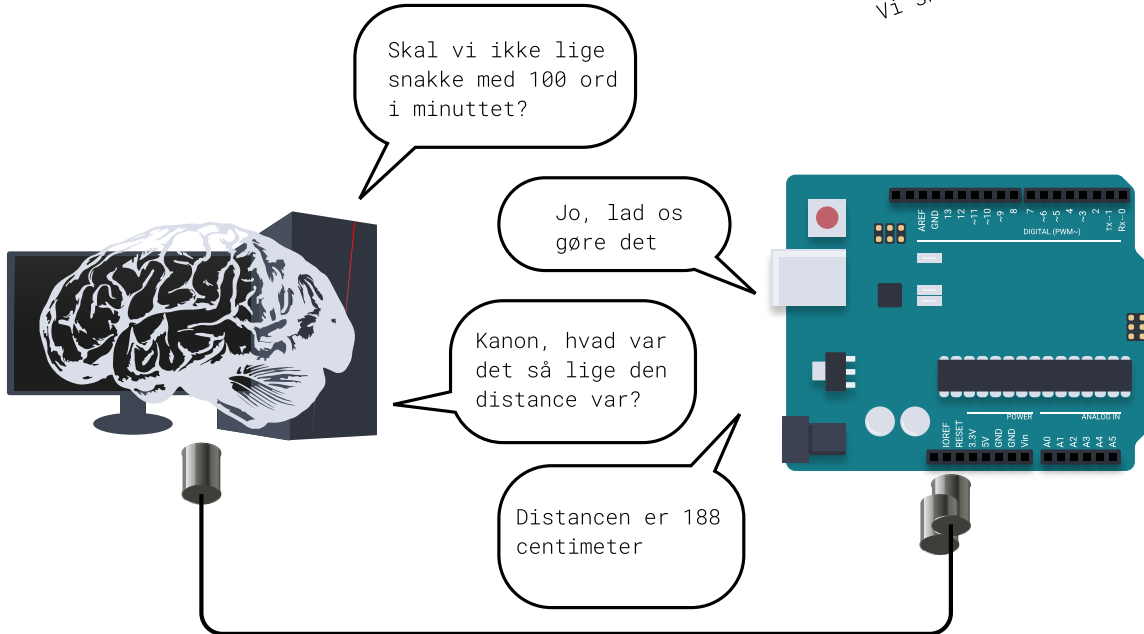 Vi
Skal vi ikke lige
snakke med 100 ord
i minuttet?
Jo, lad os
gøre det
Kanon, hvad var
det så lige den
distance var?
Distancen er 188
centimeter
AREF
GND
13
12
~11
~10
~9
8
7
~6
~5
4
~3
2
TX→1
RX←0
DIGITAL (PWM~)
POWER
ANALOG IN
IOREF
RESET
3.3V
5V
GND
GND
Vin
A0
A1
A2
A3
A4
A5